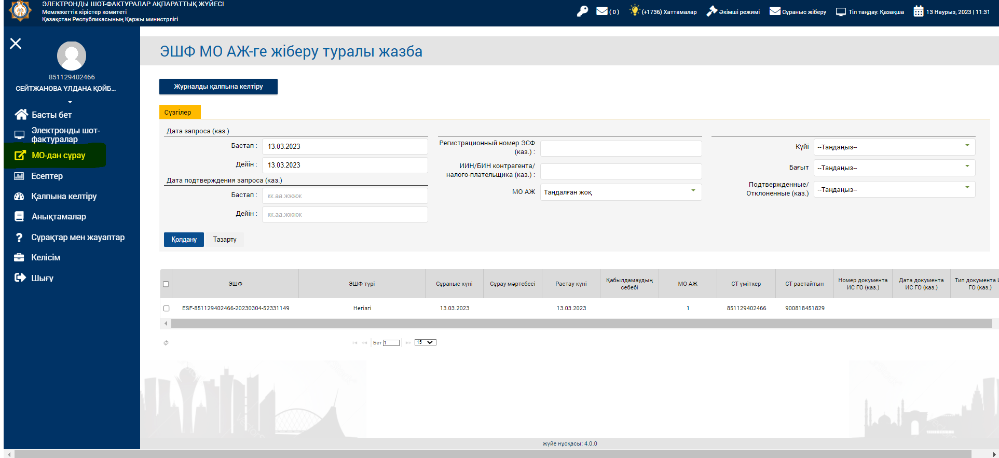 ЭЛЕКТРОНДЫ ШОТ-ФАКТУРАЛАР АҚПАРАТТЫҚ ЖҮЙЕСІ
Мемлекеттік кірістер комитеті
Қазақстан Республикасының Қаржы министрлігі
( 0 )
(+1736) Хаттамалар
Әкімші режимі
Сұраныс жіберу
Тіл таңдау: Қазақша
13 Наурыз, 2023 | 11:31
851129402466
СЕЙТЖАНОВА ҰЛДАНА ҚОЙБ...
Басты бет
Электронды шот-
фактуралар
МО-дан сұрау
Есептер
Қалпына келтіру
Анықтамалар
Сұрақтар мен жауаптар
Келісім
Шығу
ЭШФ МО АЖ-ге жіберу туралы жазба
Журналды қалпына келтіру
Сүзгілер
Дата запроса (каз.)
Бастап : 13.03.2023
Дейін : 13.03.2023
Дата подтверждения запроса (каз.)
Бастап : кк.аа.жжжж
Дейін : кк.аа.жжжж
Регистрационный номер ЭСФ
(каз.) :
ИИН/БИН контрагента/
налого-плательщика (каз.) :
МО АЖ Таңдалған жоқ
Күйі --Таңдаңыз--
Бағыт --Таңдаңыз--
Подтвержденные/
Отклоненные (каз.) --Таңдаңыз--
Қолдану Тазарту
ЭШФ
ЭШФ түрі
Сұраныс күні
Сұрау мәртебесі
Растау күні
Қабылдамаудың
себебі
МО АЖ
СТ үміткер
СТ растайтын
Номер документа
ИС ГО (каз.)
Дата документа
ИС ГО (каз.)
Тип документа И
ГО (каз.)
ESF-851129402466-20230304-52331149 Негізгі 13.03.2023 13.03.2023 1 851129402466 900818451829
Бет 1 15
жүйе нұсқасы: 4.0.0